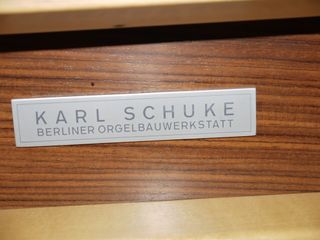 KARL SCHUKE
BERLINER ORGELBAUWERKSTATT